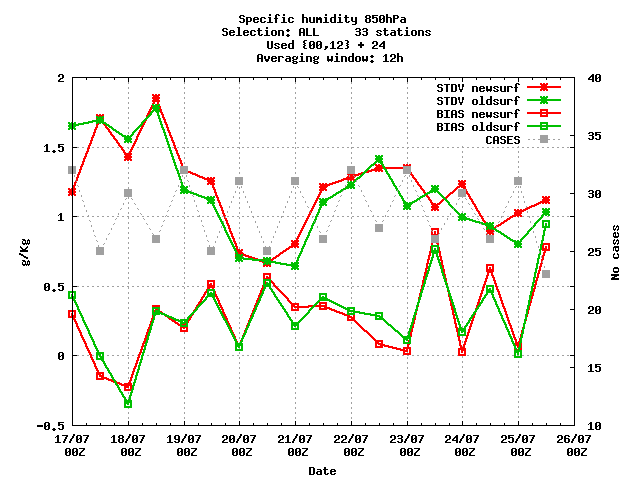 Specific humidity 850hPa
Selection: ALL 33 stations
Used {00,12} + 24
Averaging window: 12h
STDV newsurf
STDV oldsurf
BIAS newsurf
BIAS oldsurf
CASES
2
1.5
1
0.5
0
-0.5
g/Kg
40
35
30
25
20
15
10
No cases
17/07 18/07 19/07 20/07 21/07 22/07 23/07 24/07 25/07 26/07
00Z 00Z 00Z 00Z 00Z 00Z 00Z 00Z 00Z 00Z
Date